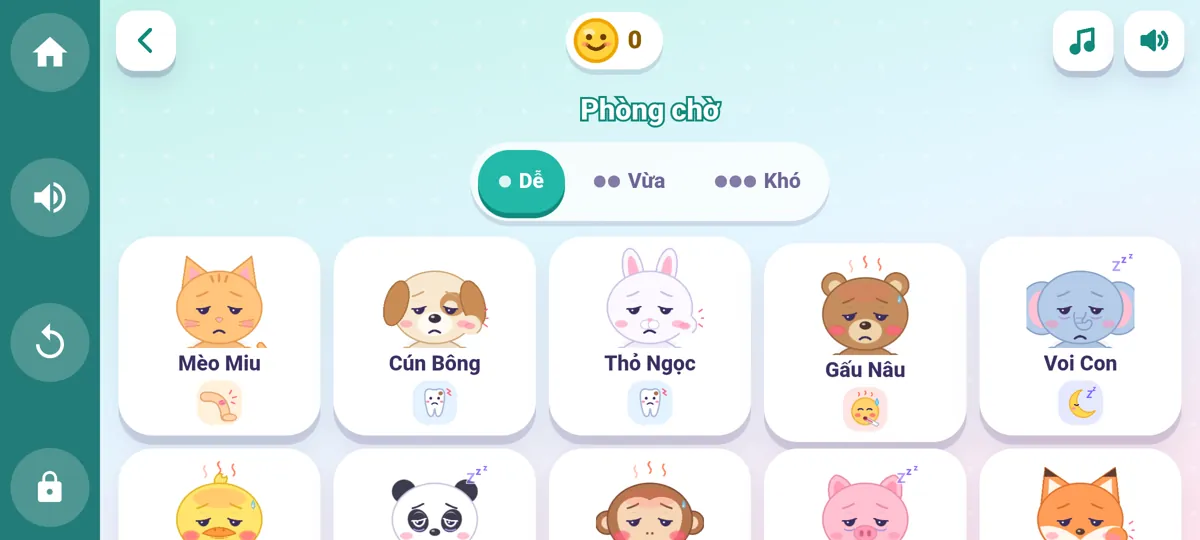 0
Phòng chờ
Dễ
Vừa
Khó
z z z
Mèo Miu
Cún Bông
Thỏ Ngọc
Gấu Nâu
Voi Con
z z
z z z
z z z